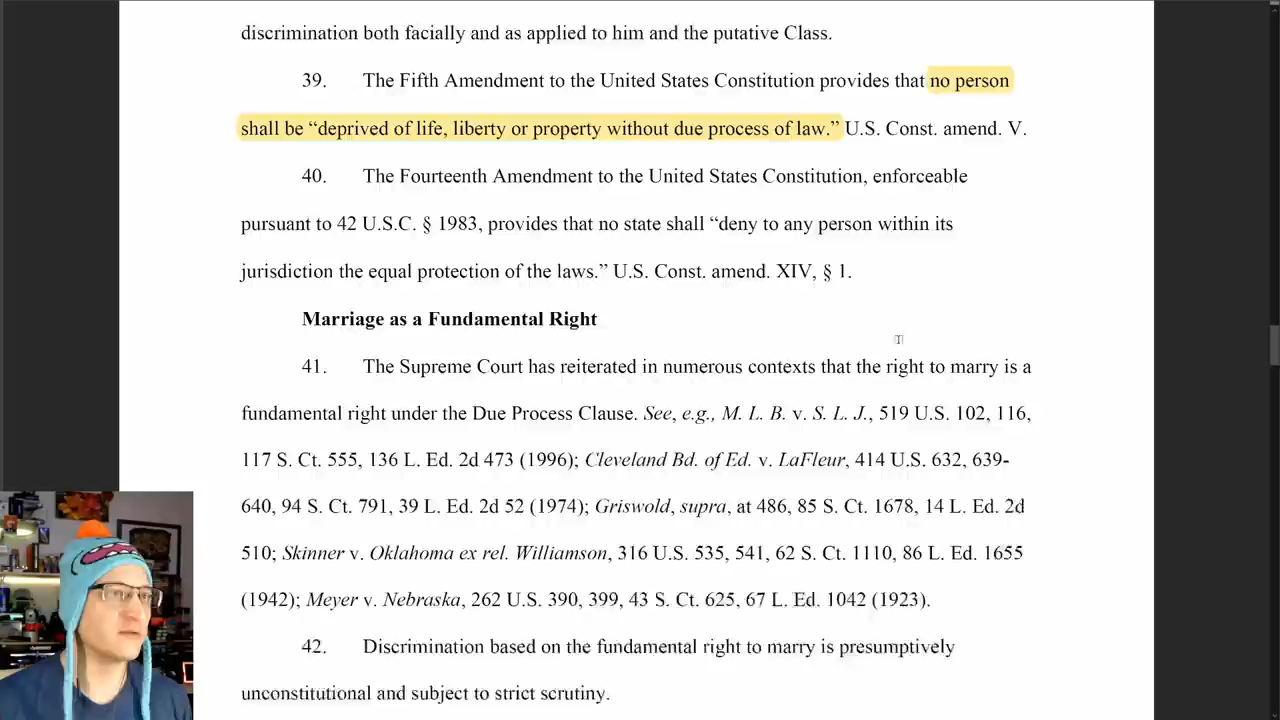 discrimination both facially and as applied to him and the putative Class.
39. The Fifth Amendment to the United States Constitution provides that no person
shall be “deprived of life, liberty or property without due process of law.” U.S. Const. amend. V.
40. The Fourteenth Amendment to the United States Constitution, enforceable
pursuant to 42 U.S.C. § 1983, provides that no state shall “deny to any person within its
jurisdiction the equal protection of the laws.” U.S. Const. amend. XIV, § 1.
Marriage as a Fundamental Right
41. The Supreme Court has reiterated in numerous contexts that the right to marry is a
fundamental right under the Due Process Clause. See, e.g., M. L. B. v. S. L. J., 519 U.S. 102, 116,
117 S. Ct. 555, 136 L. Ed. 2d 473 (1996); Cleveland Bd. of Ed. v. LaFleur, 414 U.S. 632, 639-
640, 94 S. Ct. 791, 39 L. Ed. 2d 52 (1974); Griswold, supra, at 486, 85 S. Ct. 1678, 14 L. Ed. 2d
510; Skinner v. Oklahoma ex rel. Williamson, 316 U.S. 535, 541, 62 S. Ct. 1110, 86 L. Ed. 1655
(1942); Meyer v. Nebraska, 262 U.S. 390, 399, 43 S. Ct. 625, 67 L. Ed. 1042 (1923).
42. Discrimination based on the fundamental right to marry is presumptively
unconstitutional and subject to strict scrutiny.